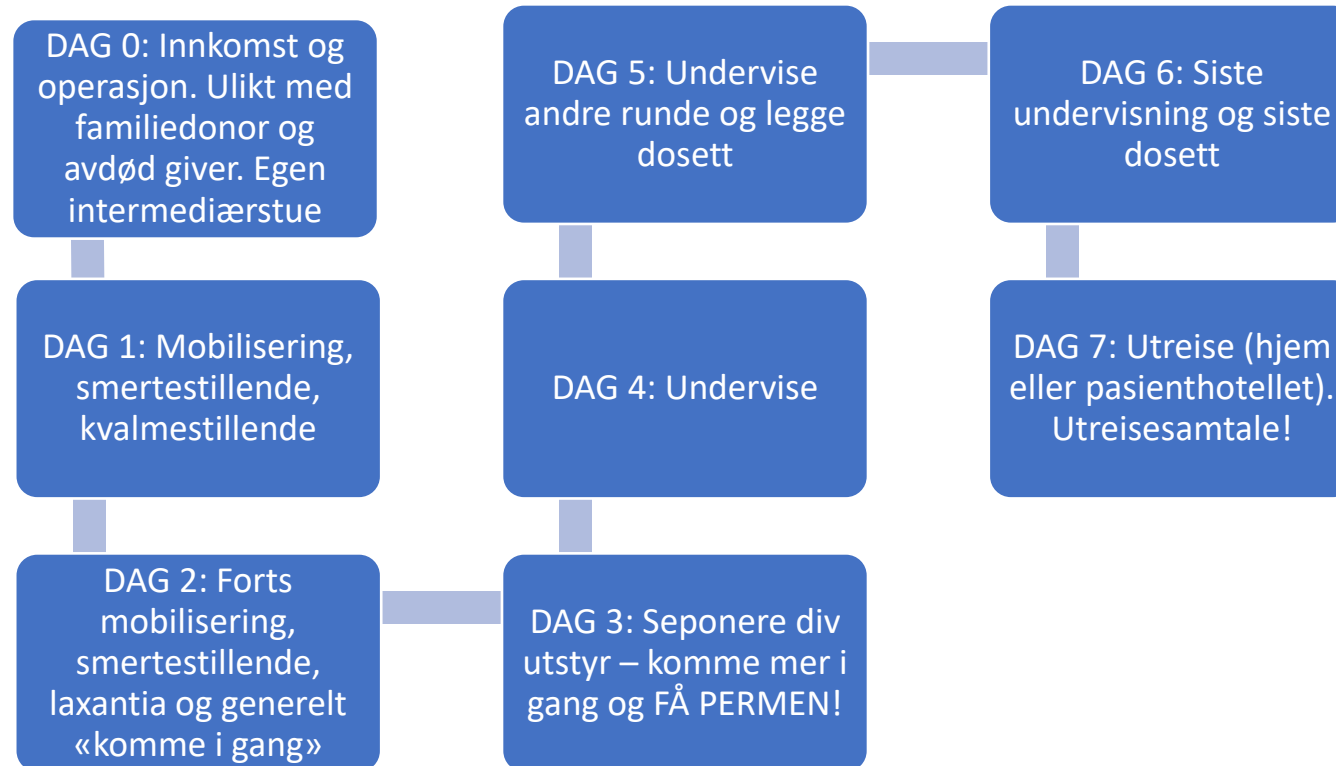 DAG 0: Innkomst og
operasjon. Ulikt med
familiedonor og
avdød giver. Egen
intermediærstue
DAG 1: Mobilisering,
smertestillende,
kvalmestillende
DAG 2: Forts
mobilisering,
smertestillende,
laxantia og generelt
«komme i gang»
DAG 3: Seponere div
utstyr – komme mer i
gang og FÅ PERMEN!
DAG 4: Undervise
DAG 5: Undervise
andre runde og legge
dosett
DAG 6: Siste
undervisning og siste
dosett
DAG 7: Utreise (hjem
eller pasienthotellet).
Utreisesamtale!